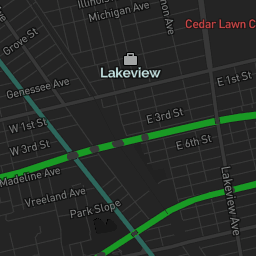 Michigan Ave
Grove St
Cedar Lawn C
Lakeview
E 1st St
Genessee Ave
E 3rd St
W 1st St
E 6th St
W 3rd St
Madeline Ave
Lakeview Ave
Vreeland Ave
Park Slope